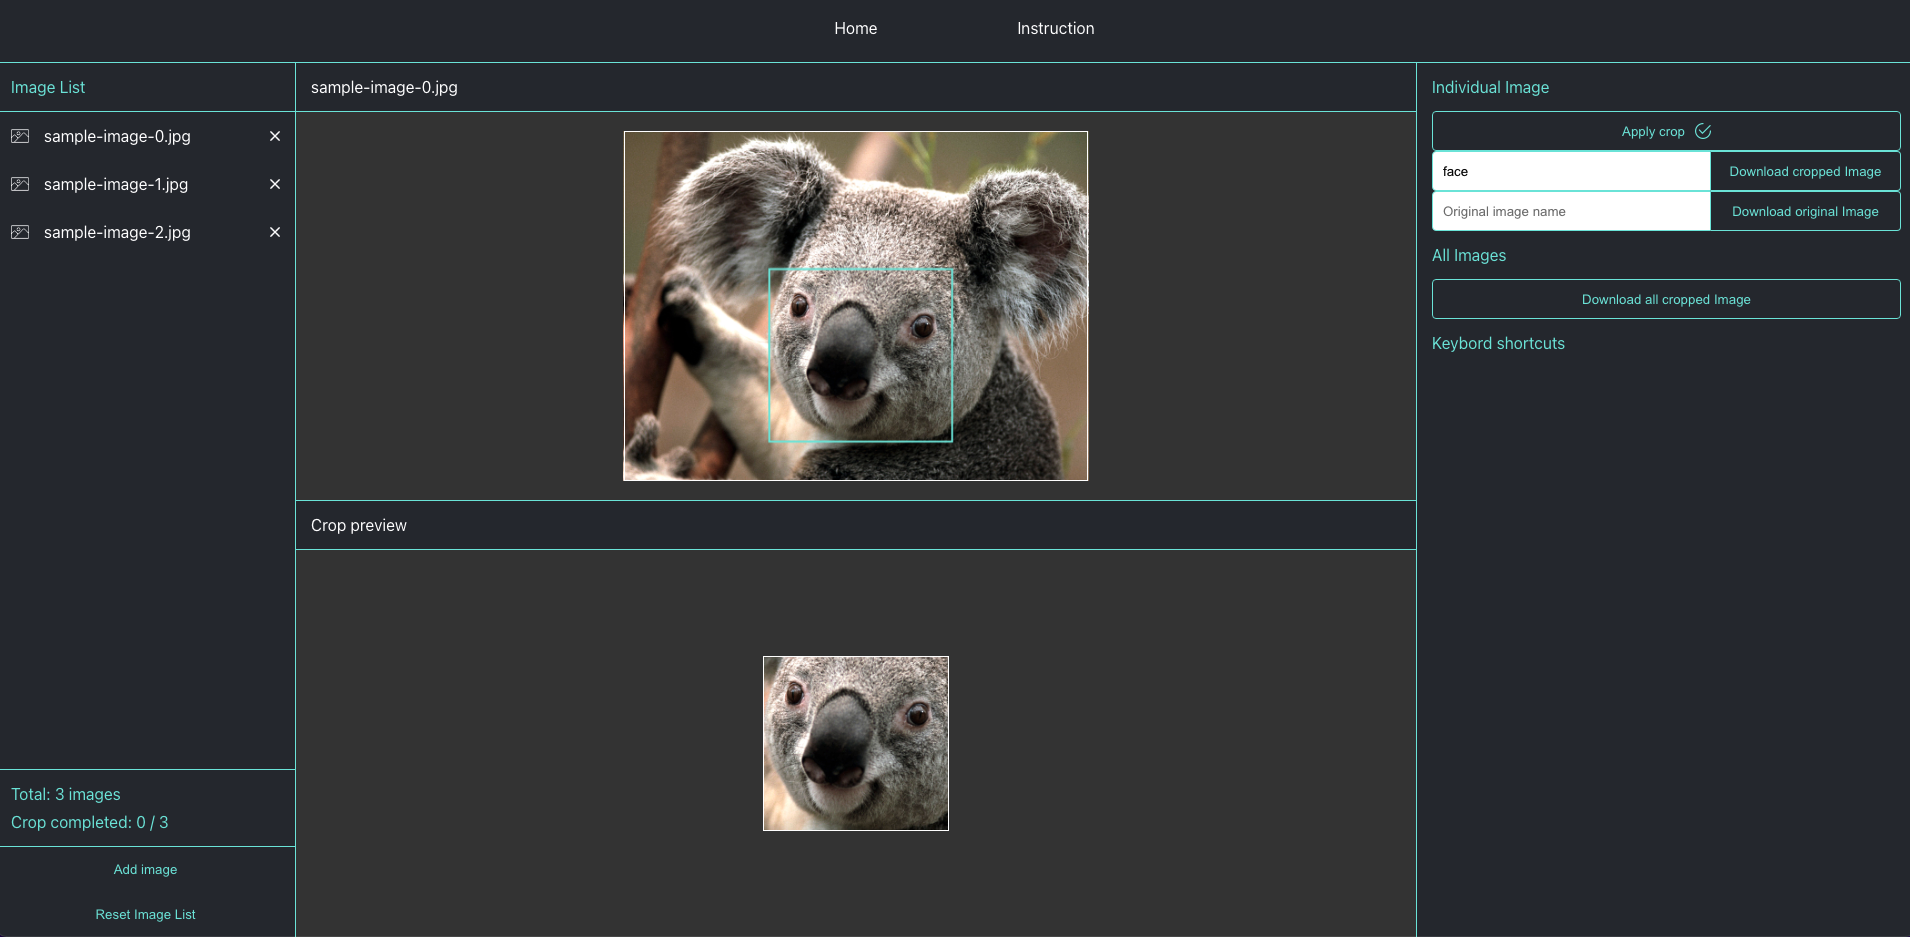 Home
Instruction
Image List
sample-image-0.jpg
sample-image-1.jpg
sample-image-2.jpg
Total: 3 images
Crop completed: 0 / 3
Add image
Reset Image List
sample-image-0.jpg
Crop preview
Individual Image
Apply crop
face
Download cropped Image
Original image name
Download original Image
All Images
Download all cropped Image
Keybord shortcuts